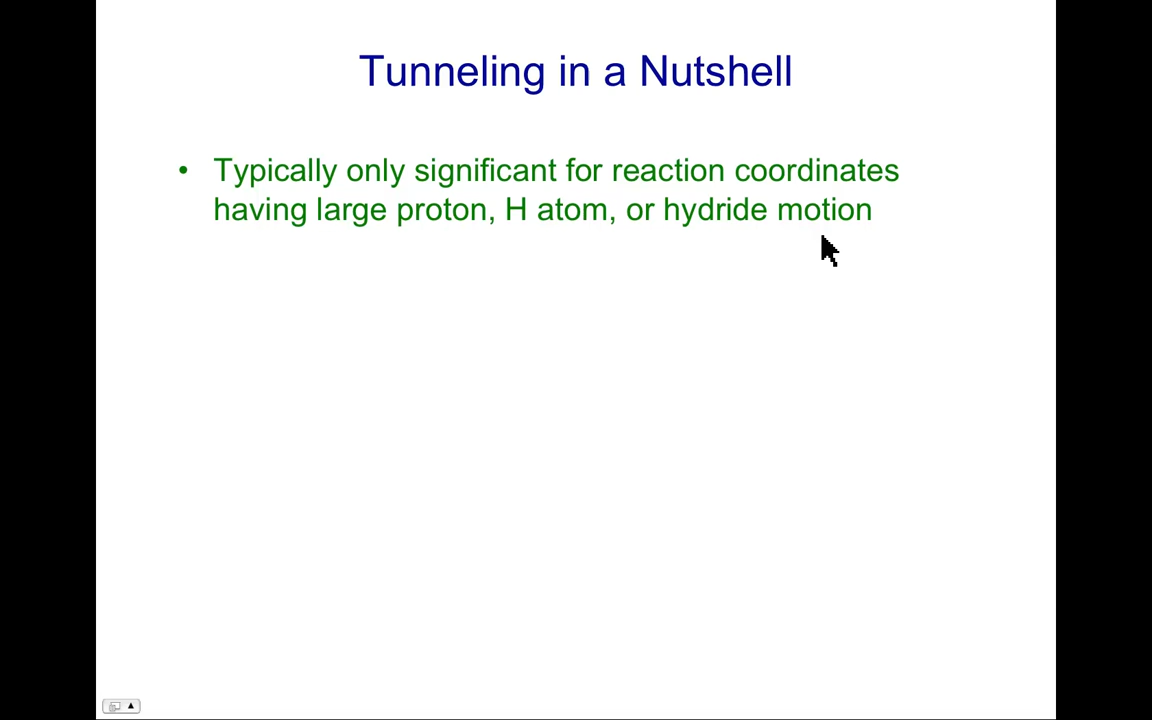 Tunneling in a Nutshell
• Typically only significant for reaction coordinates
having large proton, H atom, or hydride motion